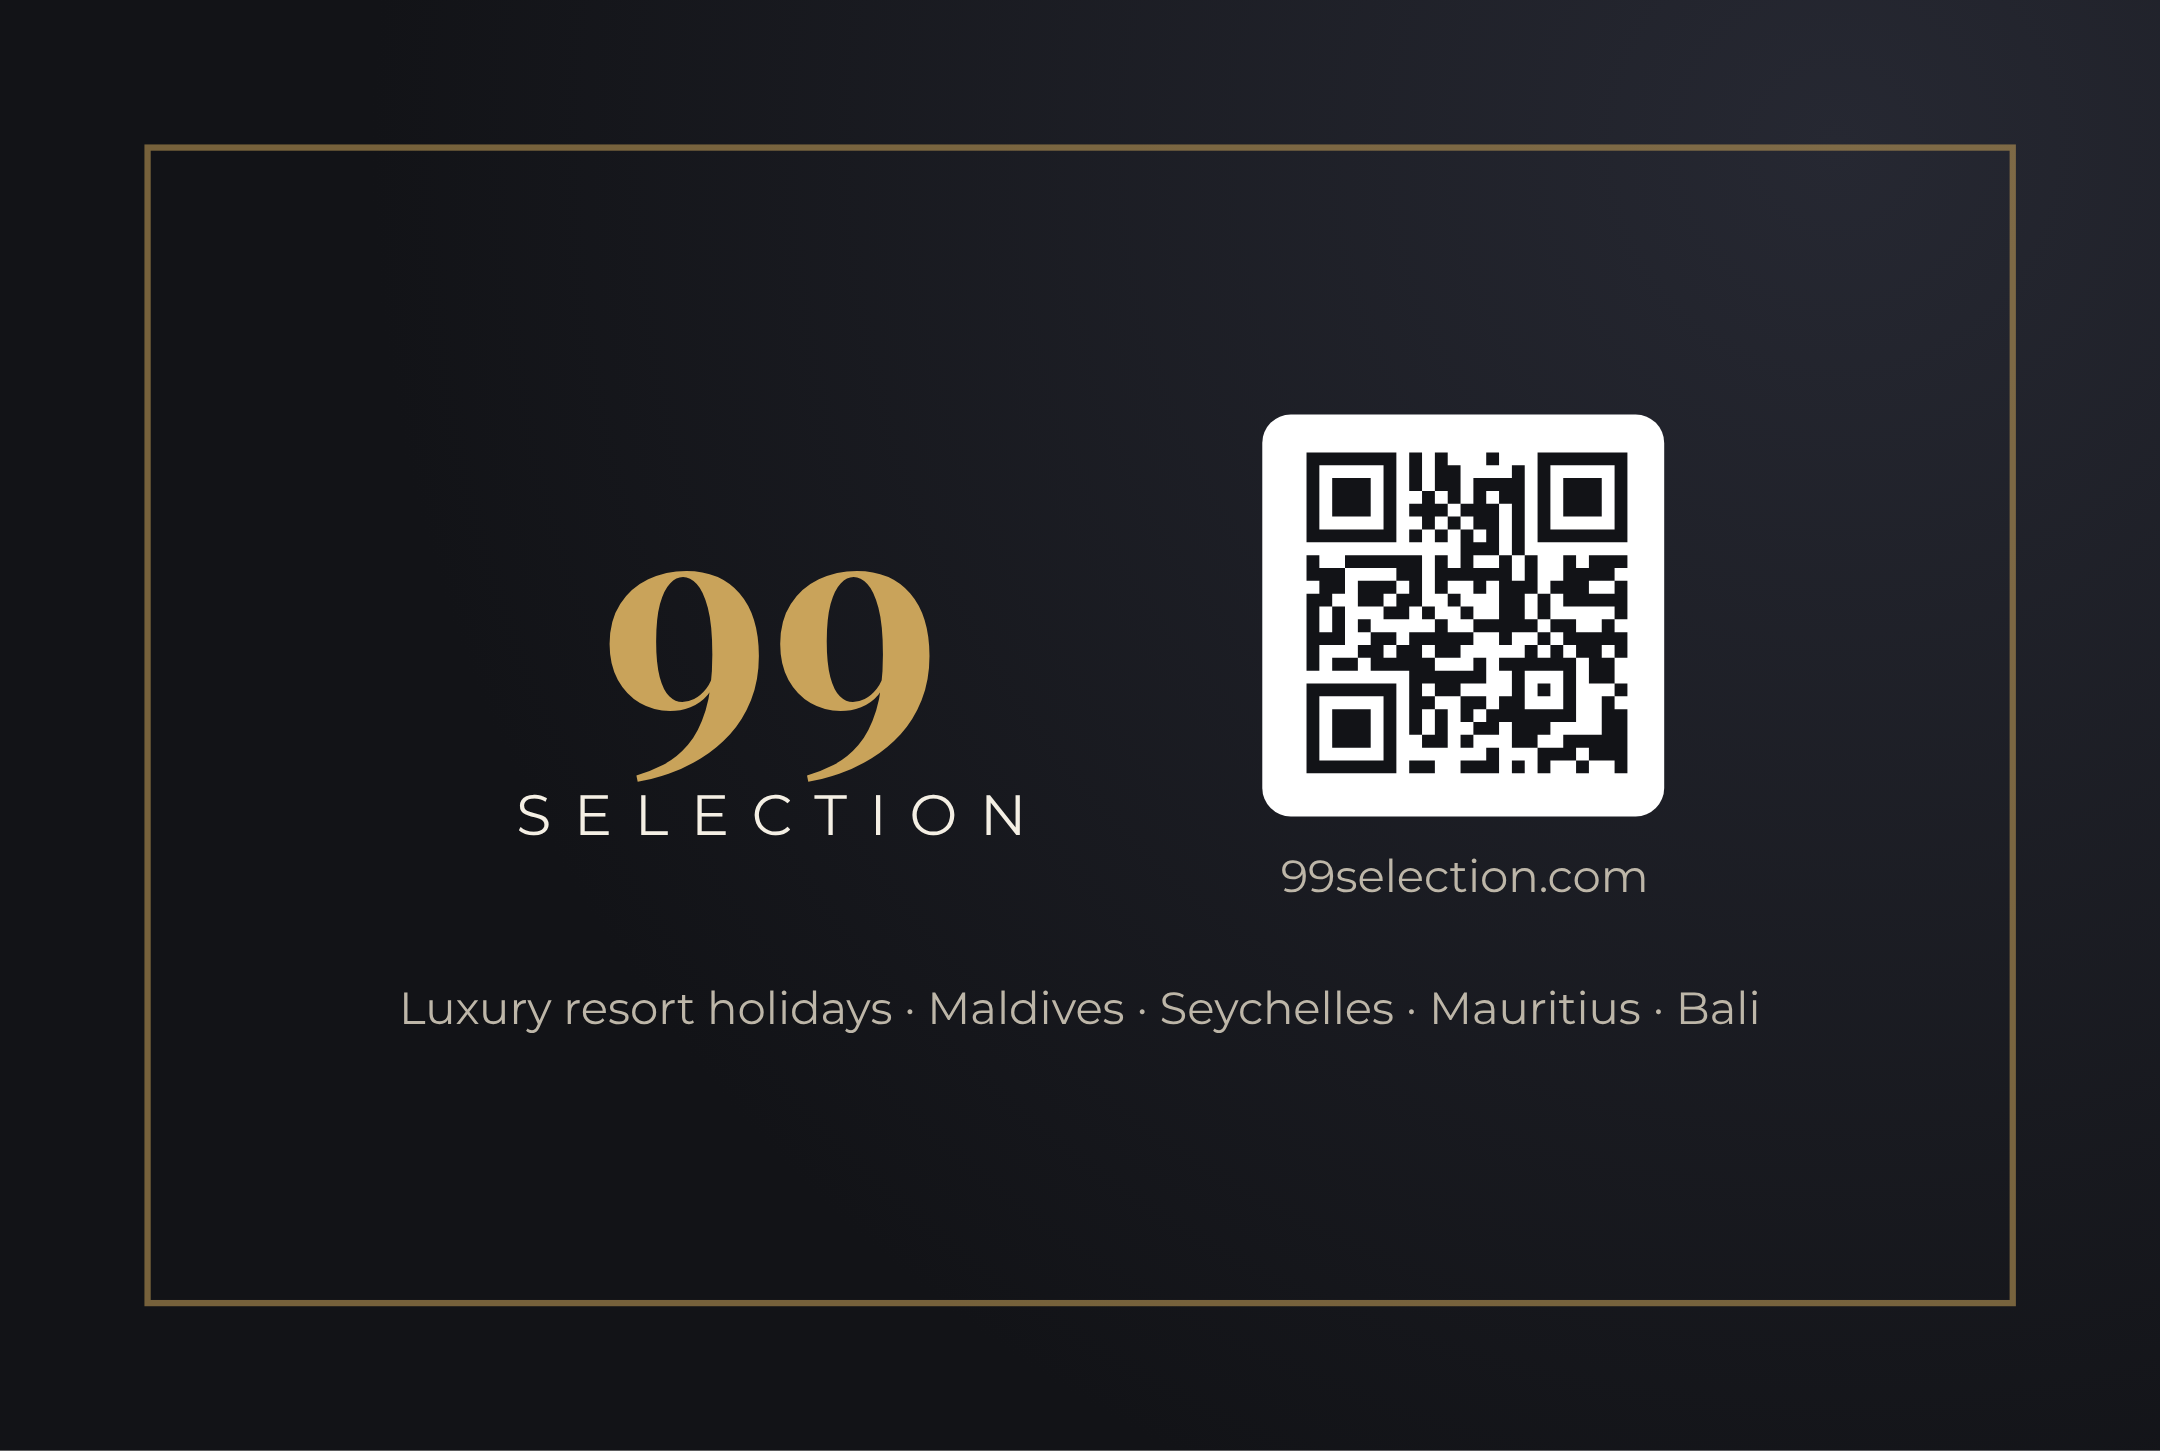 99
SELECTION
99selection.com
Luxury resort holidays · Maldives · Seychelles · Mauritius · Bali